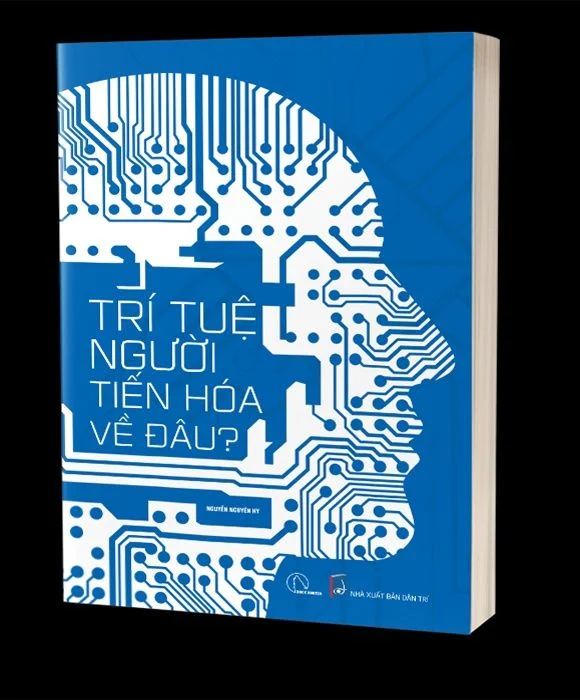 TRÍ TUỆ
NGƯỜI
TIẾN HÓA
VỀ ĐÂU?
NGUYỄN NGUYÊN HY
NHÀ XUẤT BẢN DÂN TRÍ